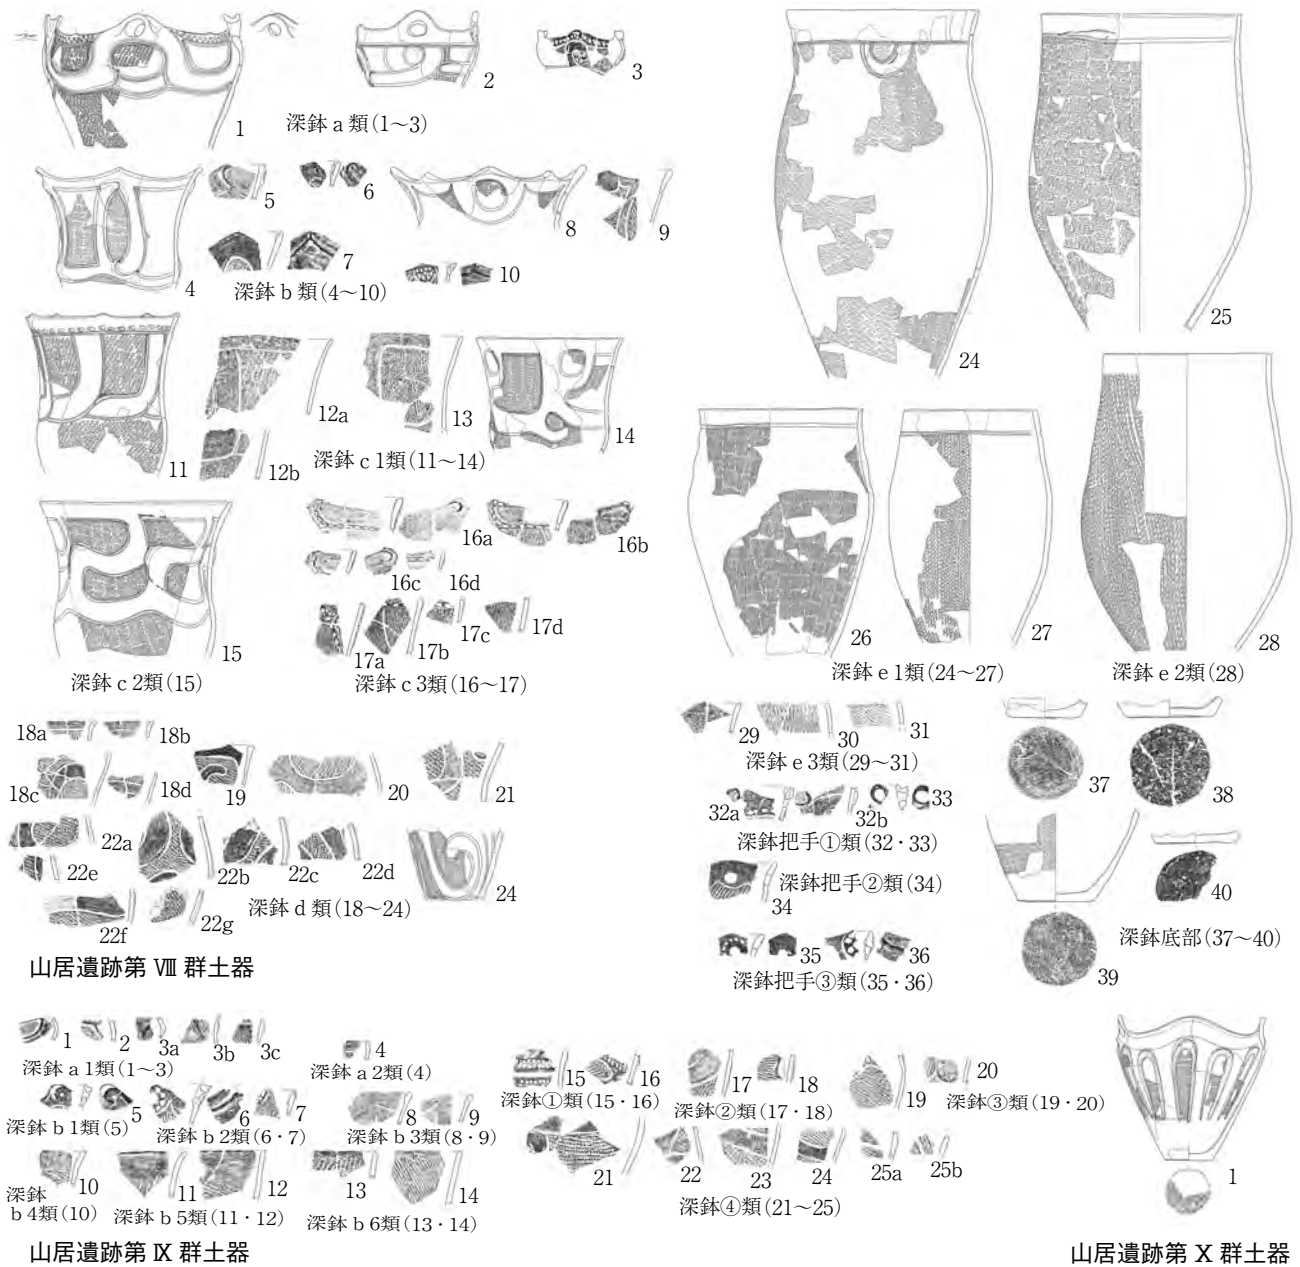 1
2
3
深鉢 a 類(1～3)
4
5
6
7
8
9
10
深鉢 b 類(4～10)
11
12a
12b
13
14
深鉢 c 1類(11～14)
15
深鉢 c 2類(15)
16a
16b
16c
16d
17a
17b
17c
17d
深鉢 c 3類(16～17)
18a
18b
18c
18d
19
20
21
22a
22e
22b
22c
22d
24
22f
22g
深鉢 d 類(18～24)
山居遺跡第 Ⅷ 群土器
24
25
26
27
28
深鉢 e 1類(24～27)
深鉢 e 2類(28)
29
30
31
深鉢 e 3類(29～31)
32a
32b
33
深鉢把手①類(32・33)
34
深鉢把手②類(34)
35
36
深鉢把手③類(35・36)
37
38
39
40
深鉢底部(37～40)
1
2
3a
3b
3c
深鉢 a 1類(1～3)
4
深鉢 a 2類(4)
5
深鉢 b 1類(5)
6
7
深鉢 b 2類(6・7)
8
9
深鉢 b 3類(8・9)
10
深鉢
b 4類(10)
11
12
深鉢 b 5類(11・12)
13
14
深鉢 b 6類(13・14)
15
16
深鉢①類(15・16)
17
18
深鉢②類(17・18)
19
20
深鉢③類(19・20)
21
22
23
24
25a
25b
深鉢④類(21～25)
山居遺跡第 Ⅸ 群土器
1
山居遺跡第 Ⅹ 群土器